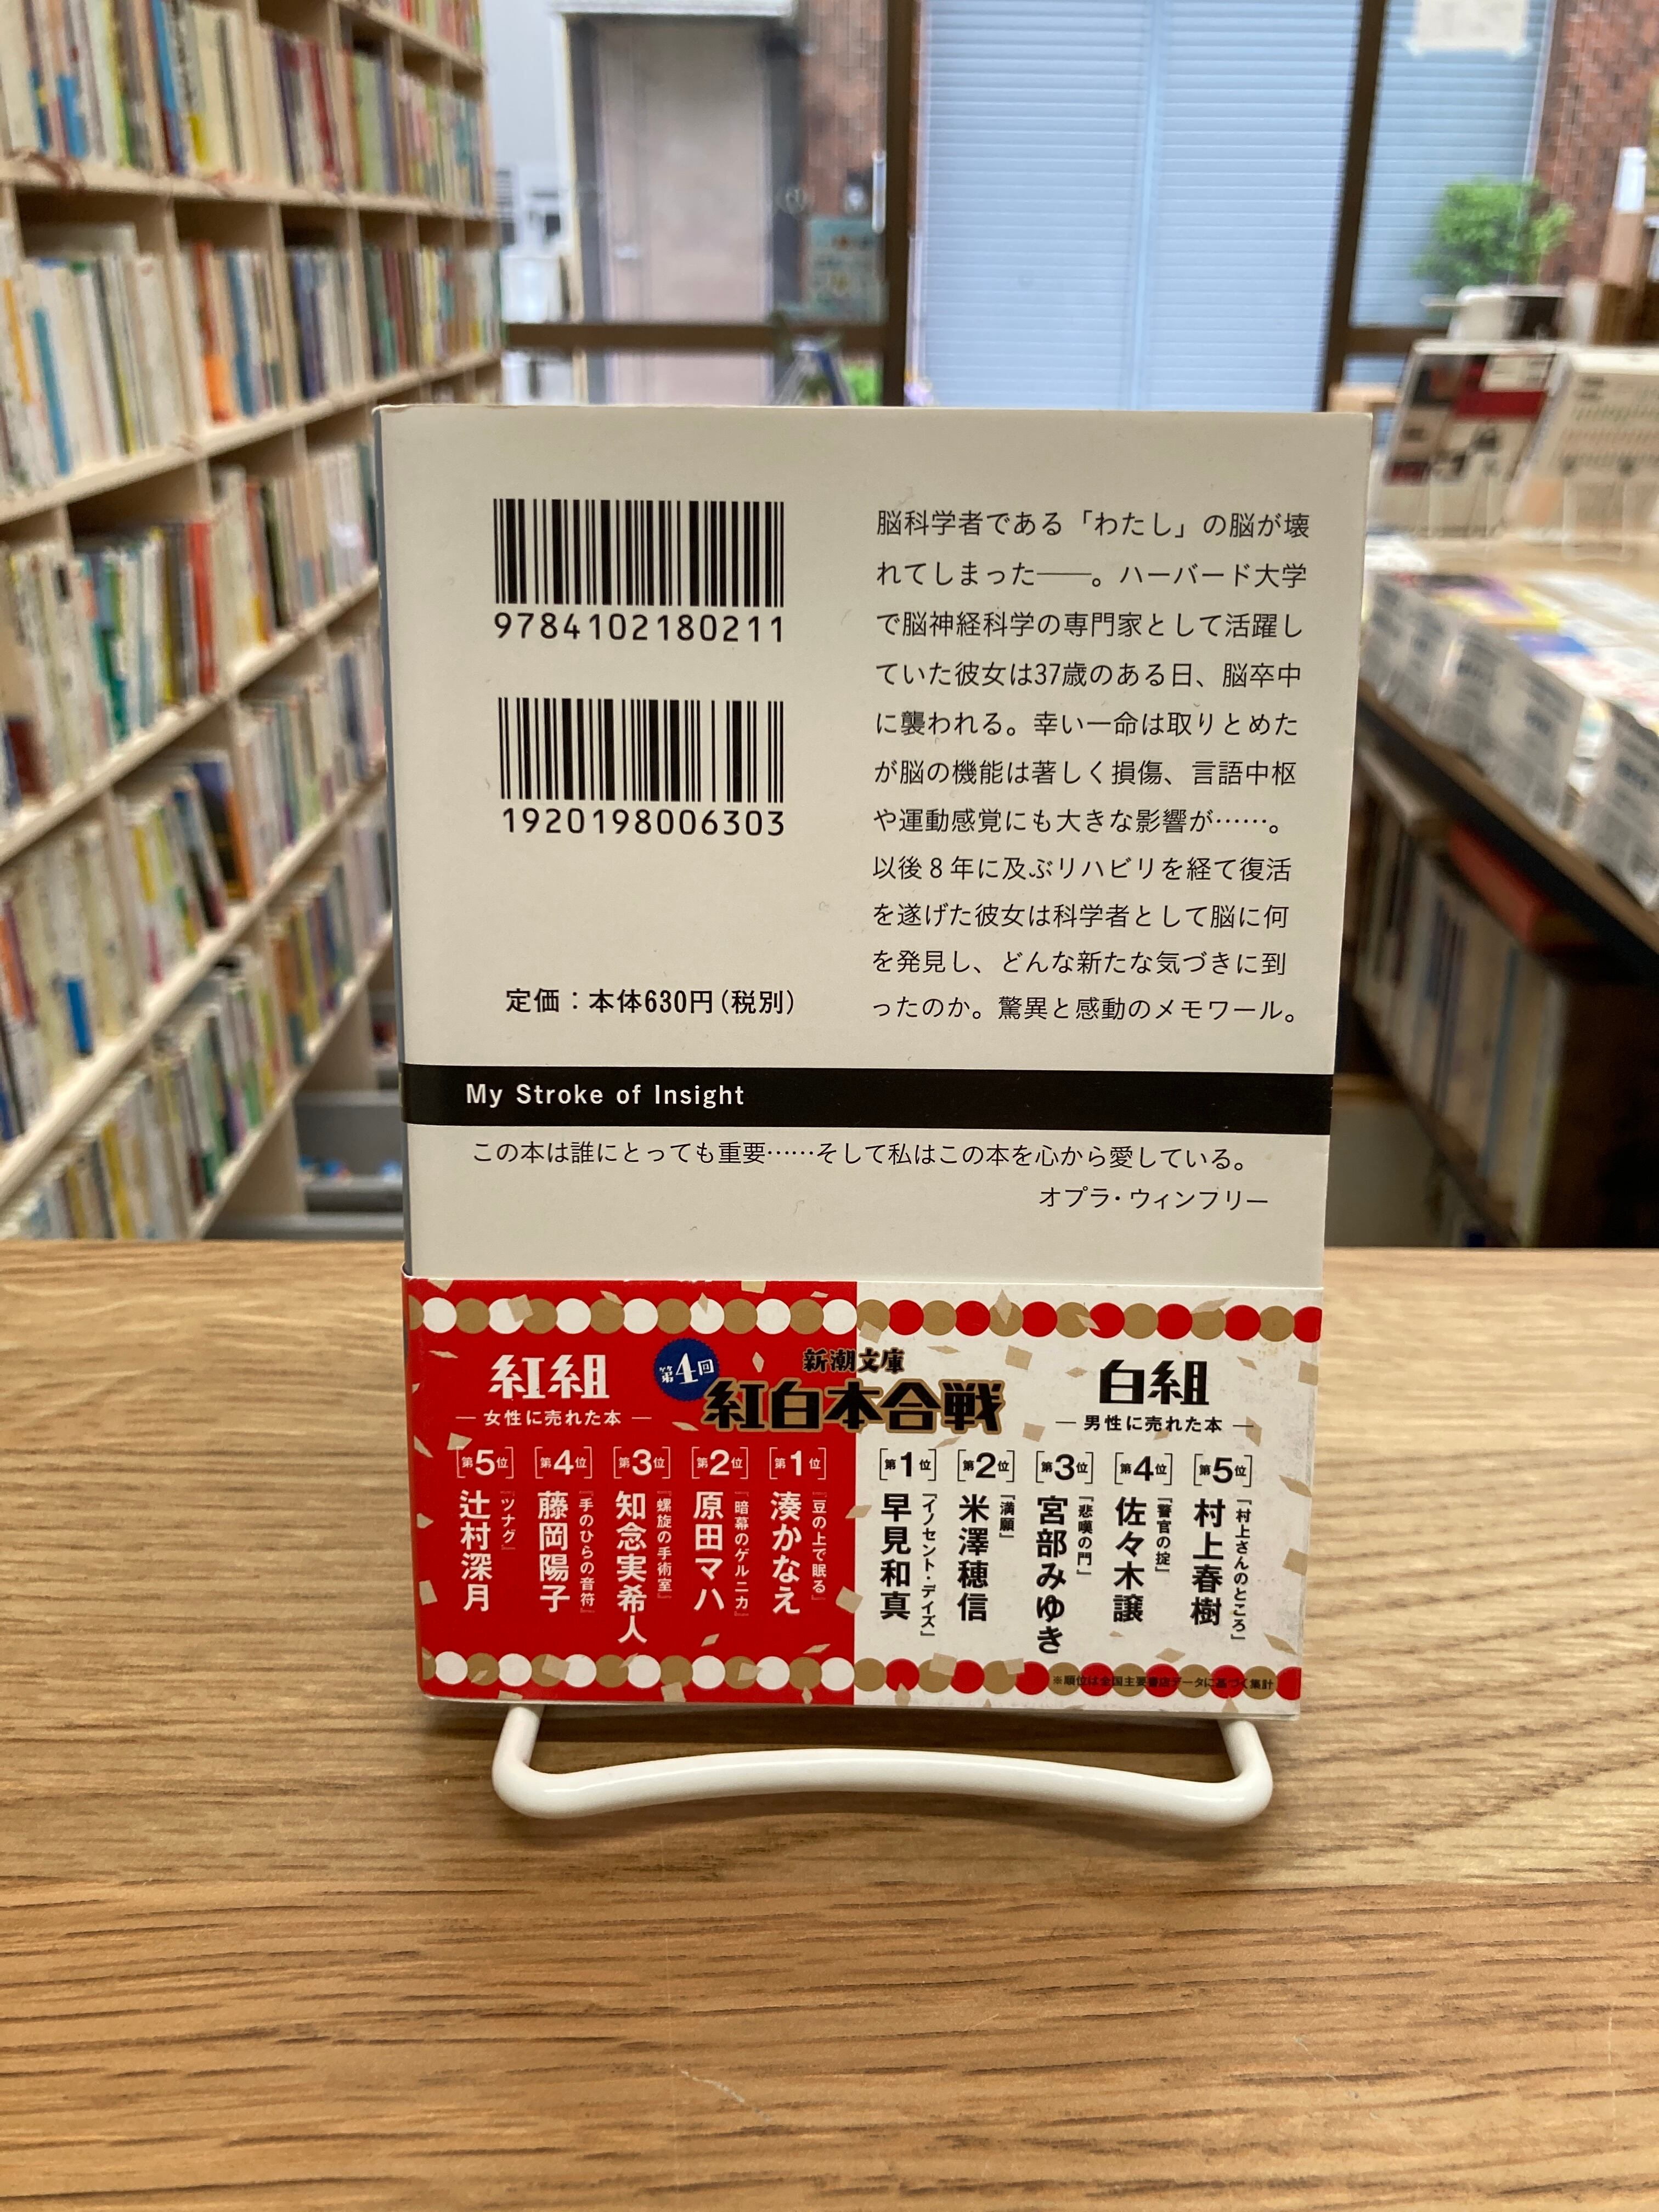 9784102180211
1920198006303
定価：本体630円（税別）
脳科学者である「わたし」の脳が壊
れてしまった――。ハーバード大学
で脳神経科学の専門家として活躍し
ていた彼女は37歳のある日、脳卒中
に襲われる。幸い一命は取りとめた
が脳の機能は著しく損傷、言語中枢
や運動感覚にも大きな影響が……。
以後８年に及ぶリハビリを経て復活
を遂げた彼女は科学者として脳に何
を発見し、どんな新たな気づきに到
ったのか。驚異と感動のメモワール。
My Stroke of Insight
この本は誰にとっても重要……そして私はこの本を心から愛している。
オプラ・ウィンフリー
第4回
新潮文庫
紅白本合戦
紅組
女性に売れた本
第1位
『豆の上で眠る』
湊かなえ
第2位
『暗幕のゲルニカ』
原田マハ
第3位
『螺旋の手術室』
知念実希人
第4位
『手のひらの音符』
藤岡陽子
第5位
『ツナグ』
辻村深月
白組
男性に売れた本
第1位
『イノセント・デイズ』
早見和真
第2位
『満願』
米澤穂信
第3位
『悲嘆の門』
宮部みゆき
第4位
『警官の掟』
佐々木譲
第5位
『村上さんのところ』
村上春樹
※順位は全国主要書店データに基づく集計